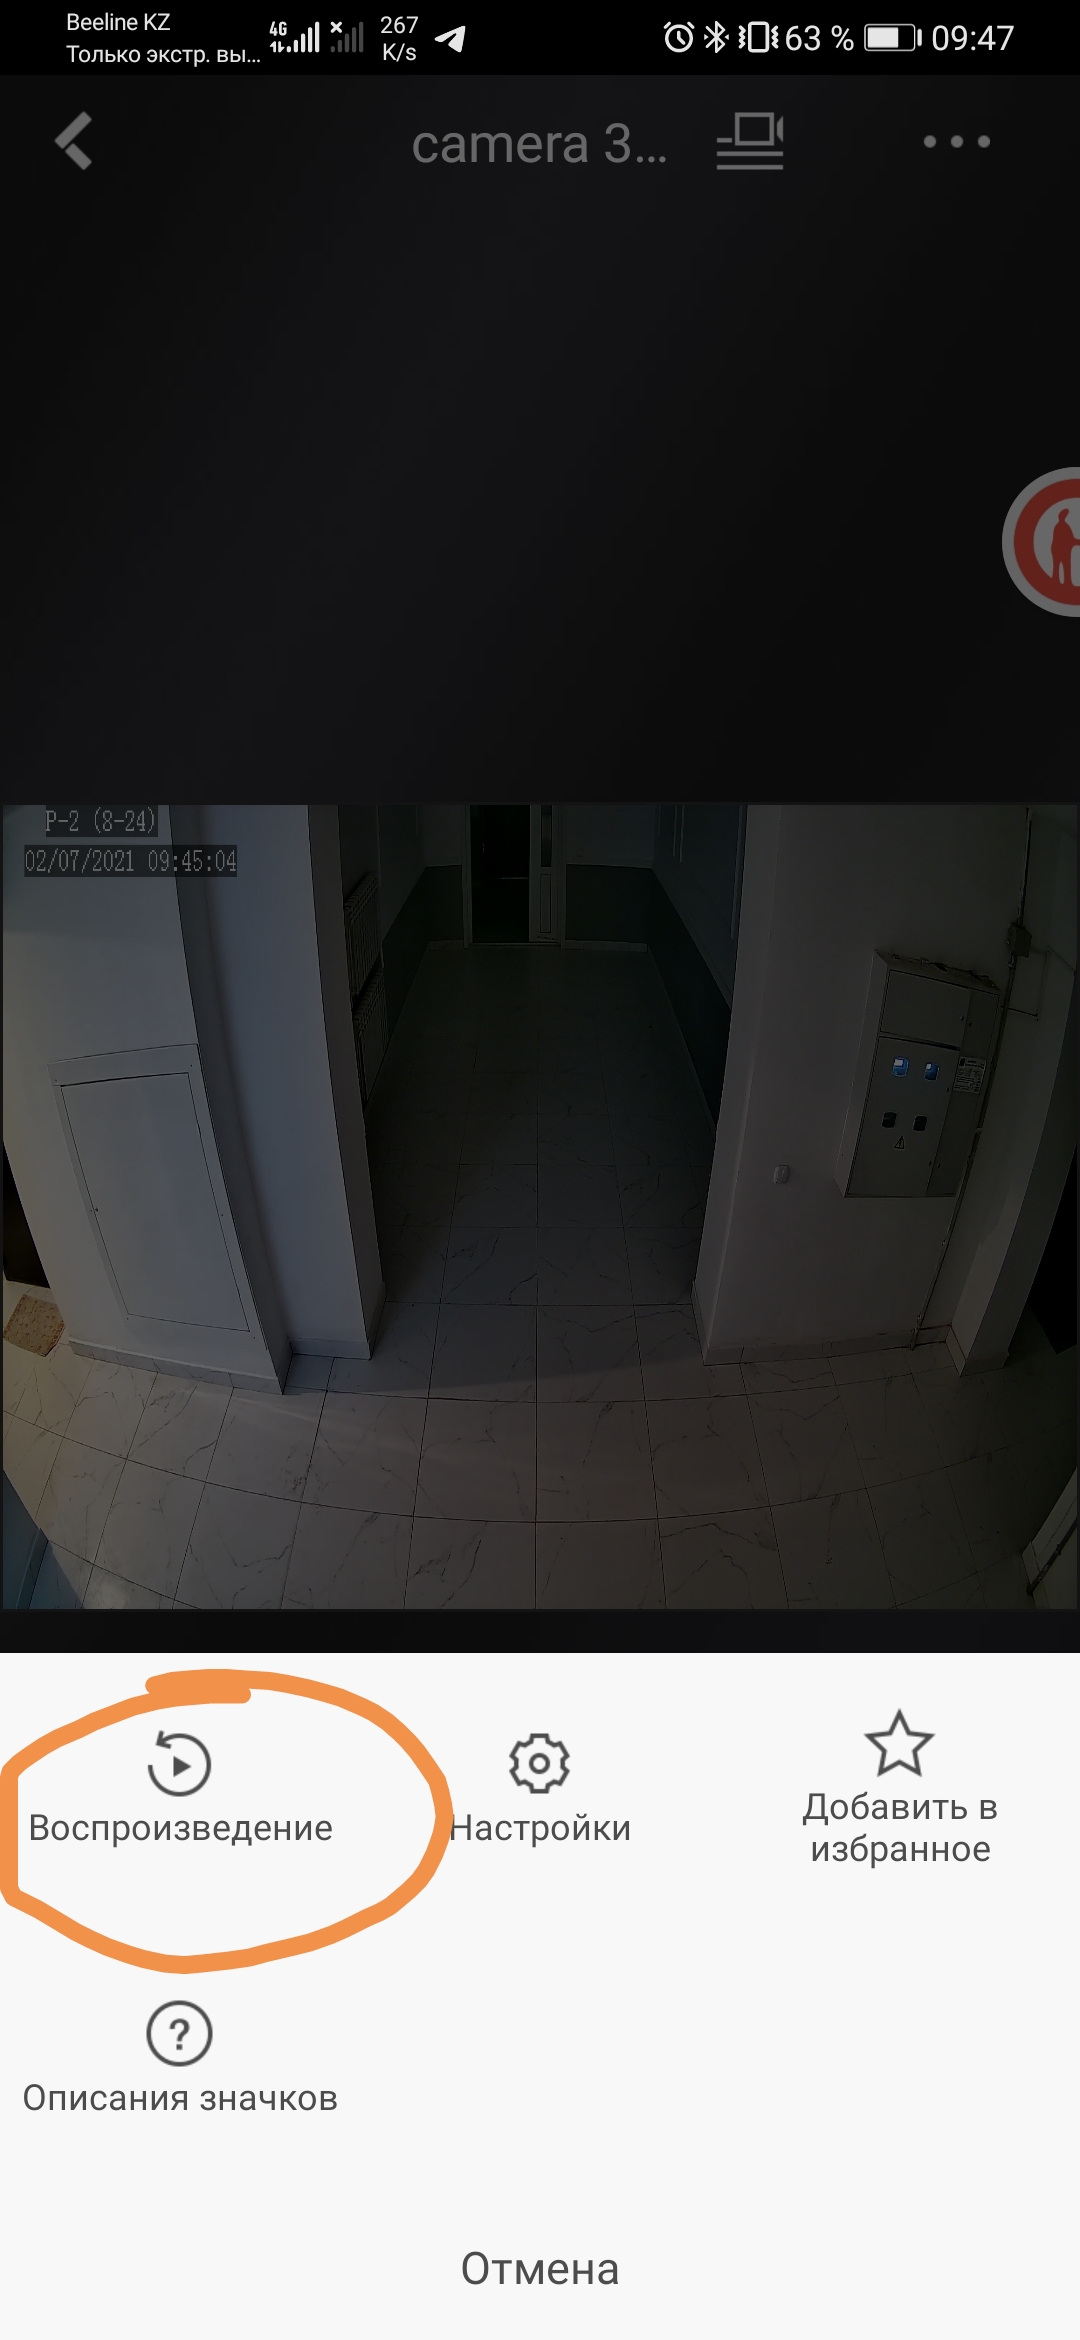 Beeline KZ
Только экстр. вы...
4G
267
K/s
63 %
09:47
camera 3...
P-2 (8-24)
02/07/2021 09:45:04
Воспроизведение
Настройки
Добавить в
избранное
?
Описания значков
Отмена